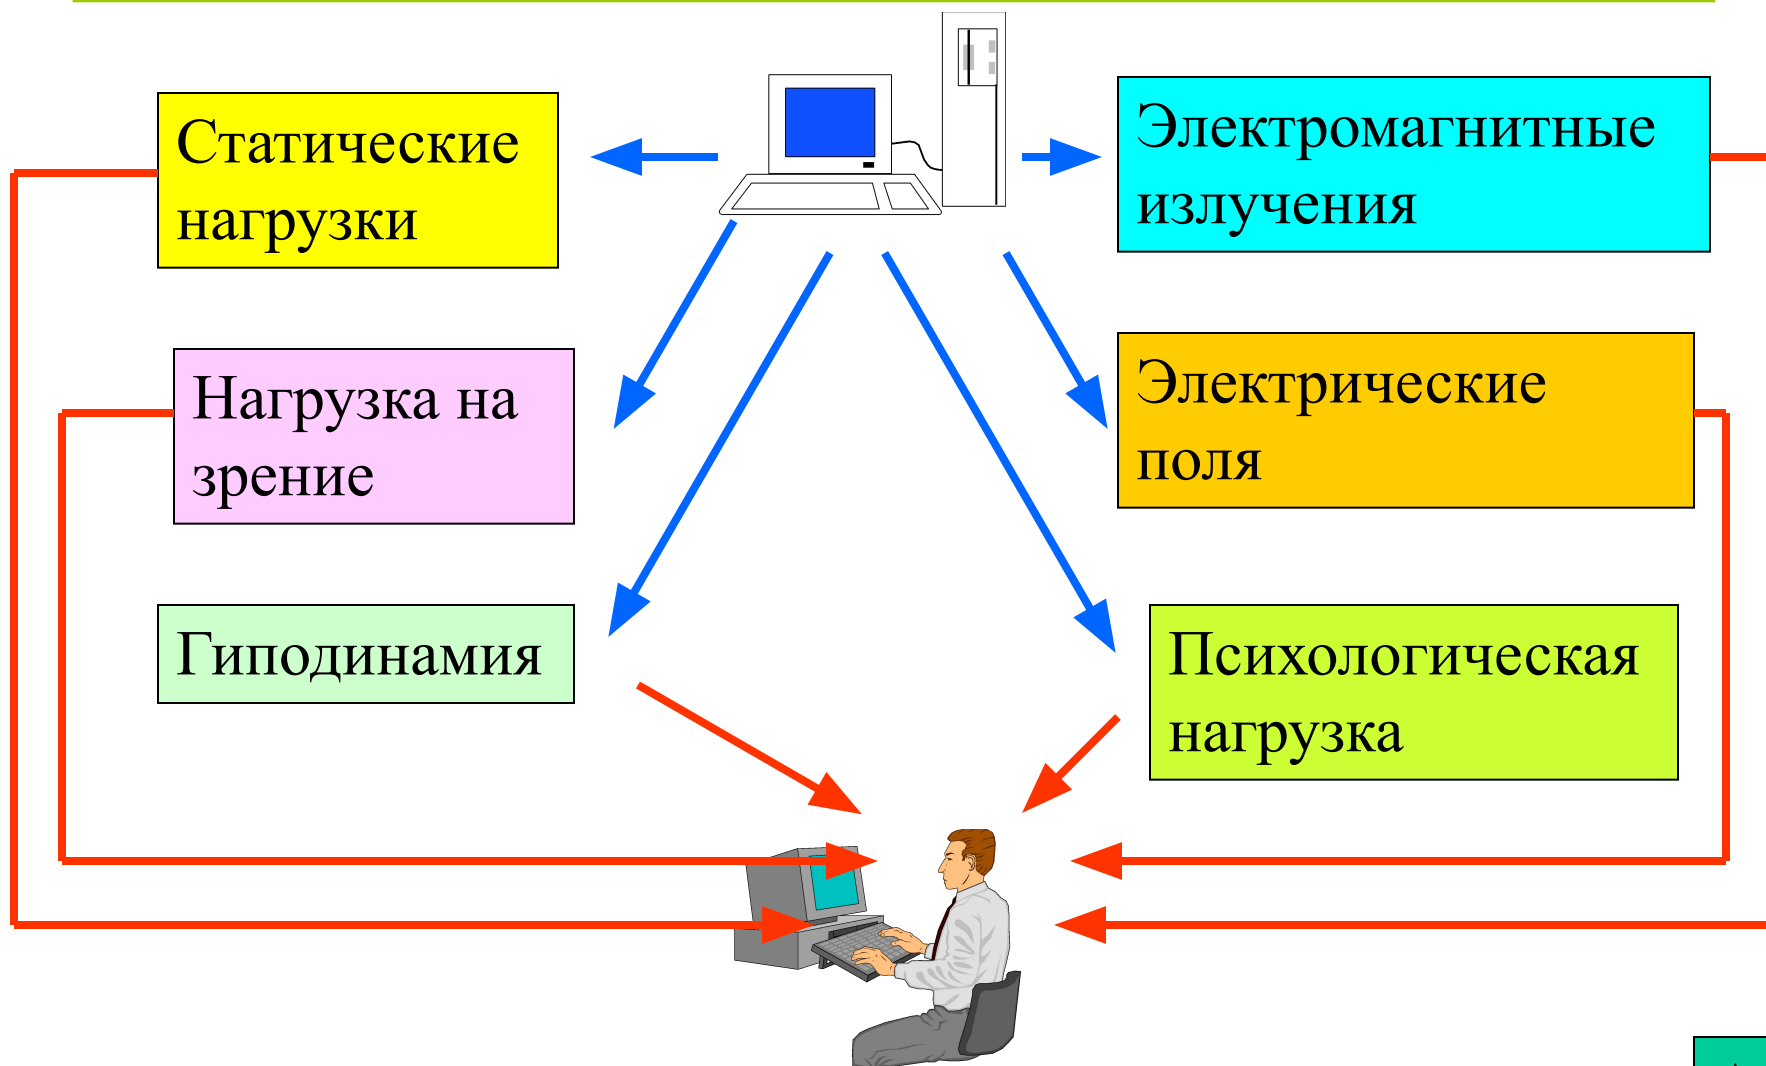 Статические
нагрузки
Электромагнитные
излучения
Нагрузка на
зрение
Электрические
поля
Гиподинамия
Психологическая
нагрузка